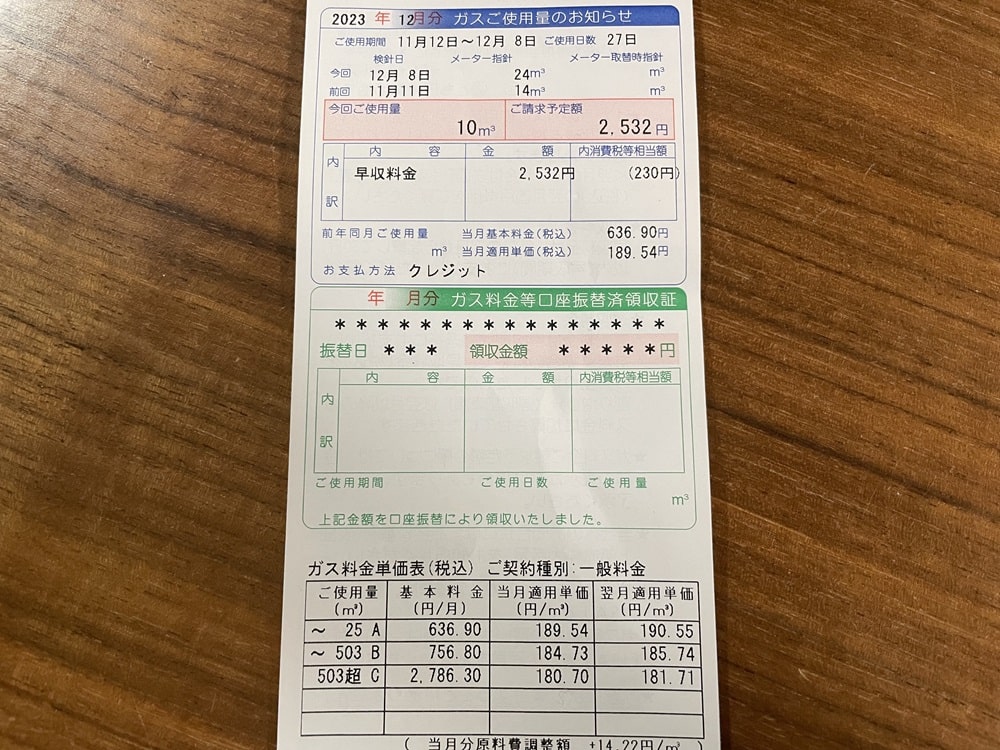 2023 年 12月分 ガスご使用量のお知らせ
ご使用期間 11月12日～12月 8日 ご使用日数 27日
検針日 メーター指針 メーター取替時指針
今回 12月 8日 24m³ m³
前回 11月11日 14m³ m³
今回ご使用量 ご請求予定額
10m³ 2,532円
内訳 内容 金額 内消費税等相当額
早収料金 2,532円 (230円)
前年同月ご使用量 当月基本料金(税込) 636.90円
m³ 当月適用単価(税込) 189.54円
お支払方法 クレジット
年 月分 ガス料金等口座振替済領収証
* * * * * * * * * * * * * * * *
振替日 * * * 領収金額 * * * * * 円
内訳 内容 金額 内消費税等相当額
ご使用期間 ご使用日数 ご使用量
m³
上記金額を口座振替により領収いたしました。
ガス料金単価表(税込) ご契約種別:一般料金
ご使用量 基本料金 当月適用単価 翌月適用単価
(m³) (円/月) (円/m³) (円/m³)
～ 25 A 636.90 189.54 190.55
～ 503 B 756.80 184.73 185.74
503超 C 2,786.30 180.70 181.71
( 当月分原料費調整額 +14.22円/m³ )